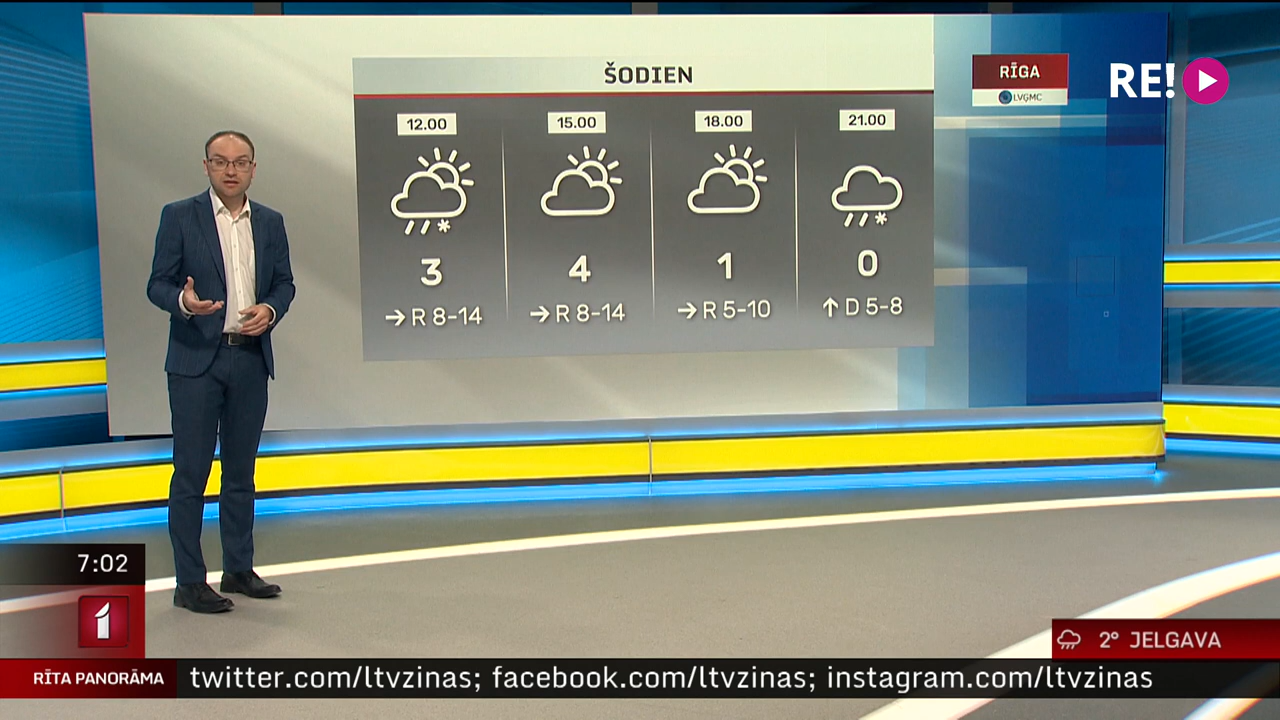 ŠODIEN
RĪGA
LVĢMC
RE!
12.00 15.00 18.00 21.00
3 4 1 0
→ R 8-14 → R 8-14 → R 5-10 ↑ D 5-8
7:02
1
2° JELGAVA
RĪTA PANORĀMA twitter.com/ltvzinas; facebook.com/ltvzinas; instagram.com/ltvzinas